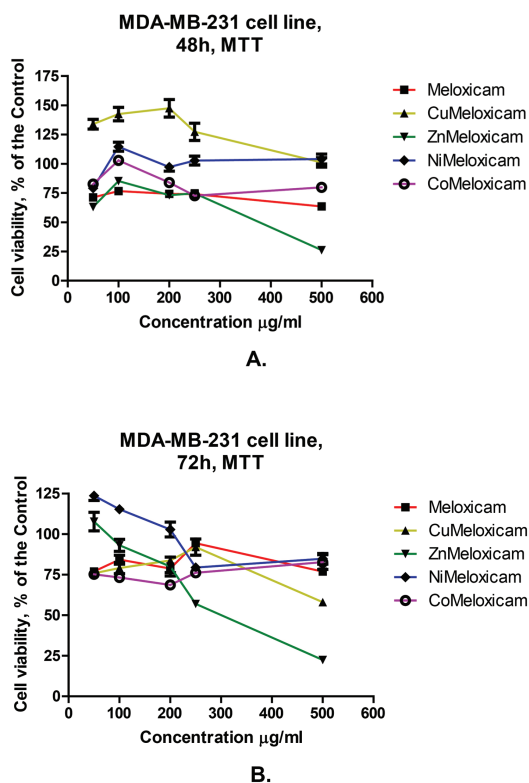 MDA-MB-231 cell line,
48h, MTT
Cell viability, % of the Control
175
150
125
100
75
50
25
0
0 100 200 300 400 500 600
Concentration μg/ml
Meloxicam
CuMeloxicam
ZnMeloxicam
NiMeloxicam
CoMeloxicam
A.
MDA-MB-231 cell line,
72h, MTT
Cell viability, % of the Control
125
100
75
50
25
0
0 100 200 300 400 500 600
Concentration μg/ml
Meloxicam
CuMeloxicam
ZnMeloxicam
NiMeloxicam
CoMeloxicam
B.